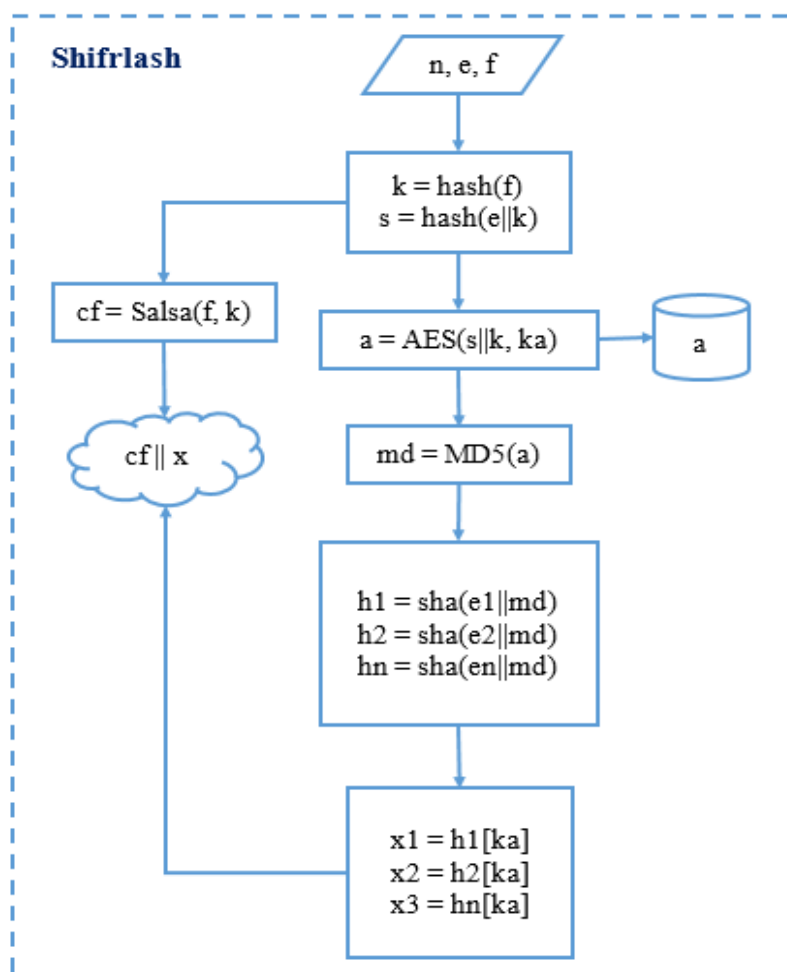 Shifrlash
n, e, f
k = hash(f)
s = hash(e||k)
cf = Salsa(f, k)
a = AES(s||k, ka)
a
cf || x
md = MD5(a)
h1 = sha(e1||md)
h2 = sha(e2||md)
hn = sha(en||md)
x1 = h1[ka]
x2 = h2[ka]
x3 = hn[ka]